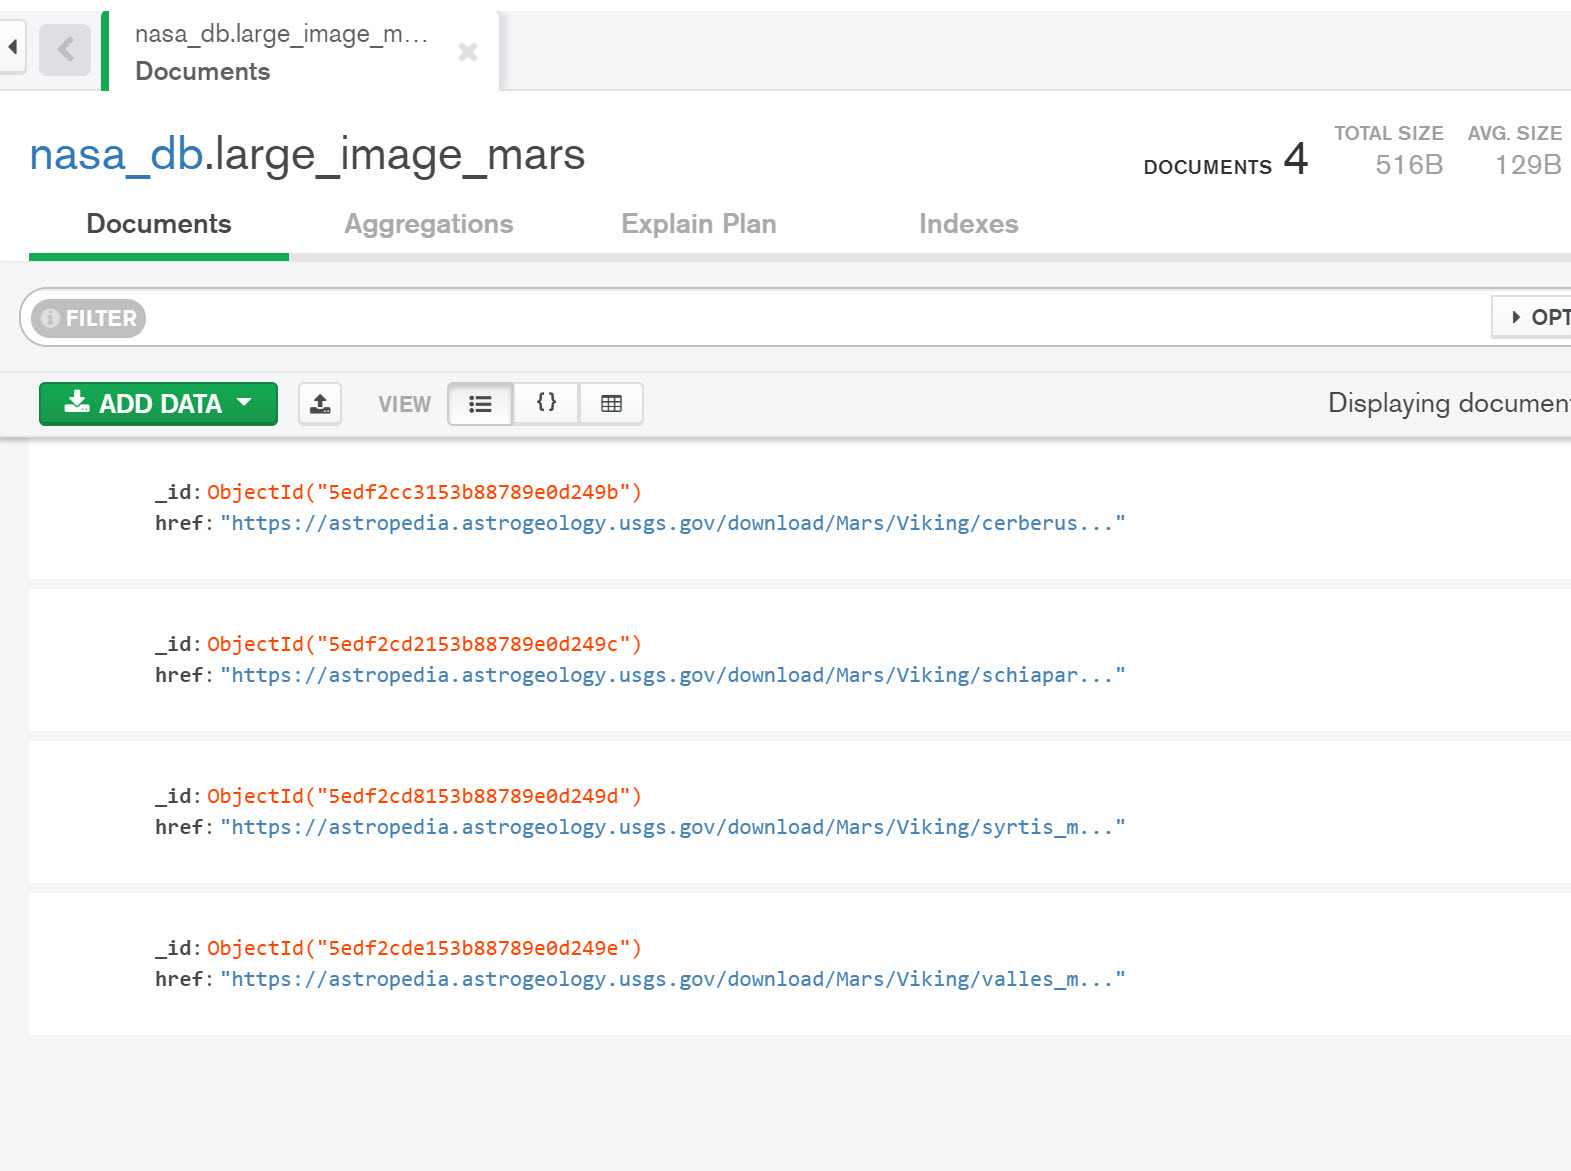 nasa_db.large_image_m...
Documents
nasa_db.large_image_mars
DOCUMENTS 4
TOTAL SIZE
516B
AVG. SIZE
129B
Documents Aggregations Explain Plan Indexes
FILTER
OPT
ADD DATA
VIEW
{}
Displaying document
_id: ObjectId("5edf2cc3153b88789e0d249b")
href: "https://astropedia.astrogeology.usgs.gov/download/Mars/Viking/cerberus..."
_id: ObjectId("5edf2cd2153b88789e0d249c")
href: "https://astropedia.astrogeology.usgs.gov/download/Mars/Viking/schiapar..."
_id: ObjectId("5edf2cd8153b88789e0d249d")
href: "https://astropedia.astrogeology.usgs.gov/download/Mars/Viking/syrtis_m..."
_id: ObjectId("5edf2cde153b88789e0d249e")
href: "https://astropedia.astrogeology.usgs.gov/download/Mars/Viking/valles_m..."